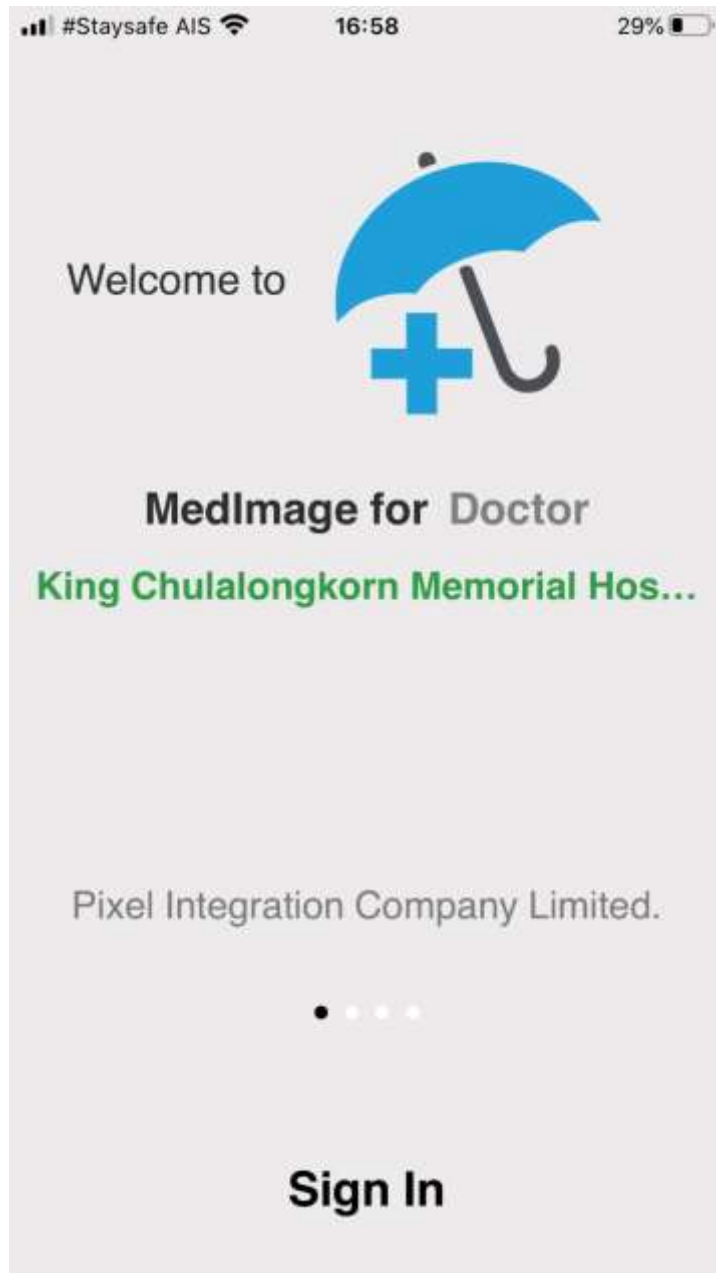 #Staysafe AIS 16:58 29%
Welcome to
MedImage for Doctor
King Chulalongkorn Memorial Hos...
Pixel Integration Company Limited.
Sign In